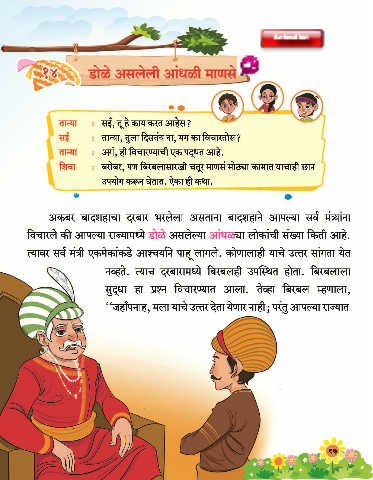 १४
डोळे असलेली आंधळी माणसे
तान्या : सई, तू हे काय करत आहेस ?
सई : तान्या, तुला दिसतंय ना, मग का विचारतोस ?
तान्या : अगं, ही विचारण्याची एक पद्धत आहे.
शिवा : बरोबर, पण बिरबलासारखी चतुर माणसं मोठ्या कामात याचाही छान
उपयोग करून घेतात. ऐका ही कथा.
अकबर बादशहाचा दरबार भरलेला असताना बादशहाने आपल्या सर्व मंत्र्यांना
विचारले की आपल्या राज्यामध्ये डोळे असलेल्या आंधळ्या लोकांची संख्या किती आहे.
त्यावर सर्व मंत्री एकमेकांकडे आश्चर्याने पाहू लागले. कोणालाही याचे उत्तर सांगता येत
नव्हते. त्याच दरबारामध्ये बिरबलही उपस्थित होता. बिरबलाला
सुद्धा हा प्रश्न विचारण्यात आला. तेव्हा बिरबल म्हणाला,
“जहाँपनाह, मला याचे उत्तर देता येणार नाही; परंतु आपल्या राज्यात